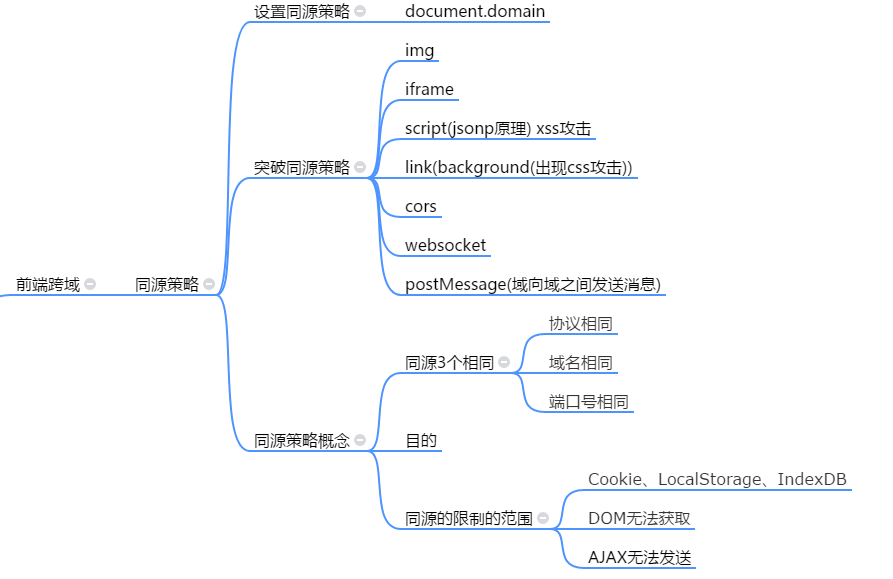 设置同源策略
document.domain
img
iframe
script(jsonp原理) xss攻击
突破同源策略
link(background(出现css攻击))
cors
websocket
前端跨域
同源策略
postMessage(域向域之间发送消息)
协议相同
同源3个相同
域名相同
端口号相同
同源策略概念
目的
Cookie、LocalStorage、IndexDB
同源的限制的范围
DOM无法获取
AJAX无法发送